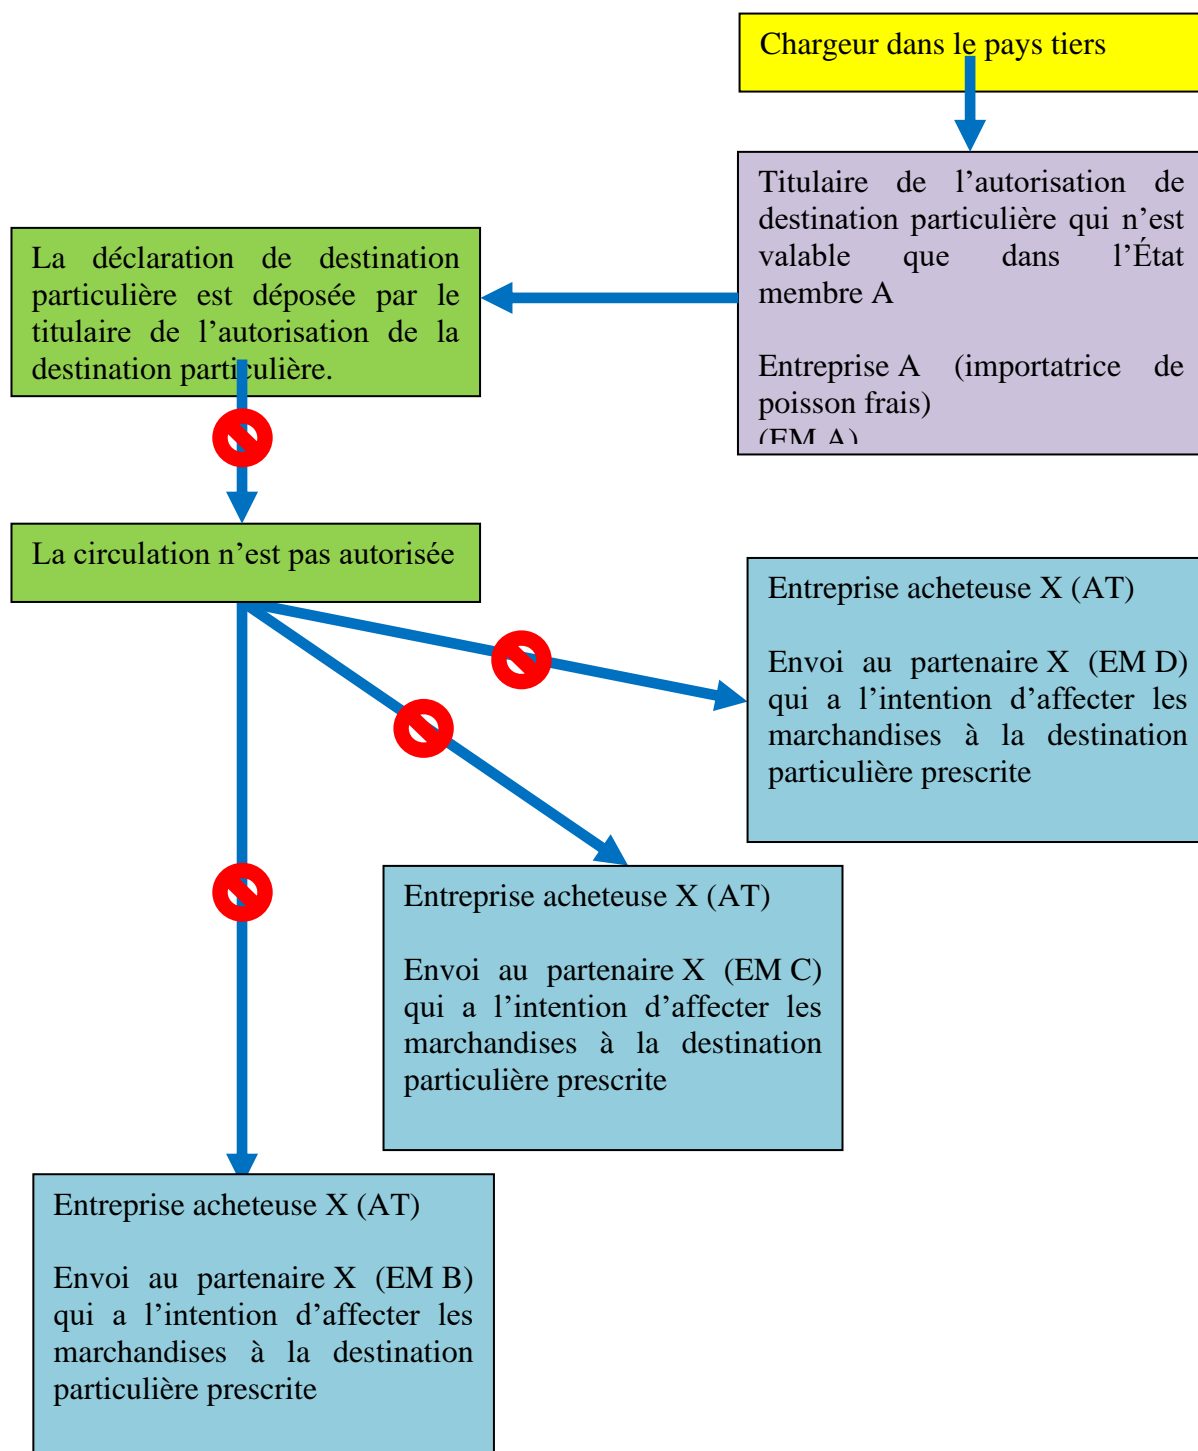 Chargeur dans le pays tiers
Titulaire de l’autorisation de
destination particulière qui n’est
valable que dans l’État
membre A
Entreprise A (importatrice de
poisson frais)
(EM A)
La déclaration de destination
particulière est déposée par le
titulaire de l’autorisation de la
destination particulière.
La circulation n’est pas autorisée
Entreprise acheteuse X (AT)
Envoi au partenaire X (EM D)
qui a l’intention d’affecter les
marchandises à la destination
particulière prescrite
Entreprise acheteuse X (AT)
Envoi au partenaire X (EM C)
qui a l’intention d’affecter les
marchandises à la destination
particulière prescrite
Entreprise acheteuse X (AT)
Envoi au partenaire X (EM B)
qui a l’intention d’affecter les
marchandises à la destination
particulière prescrite